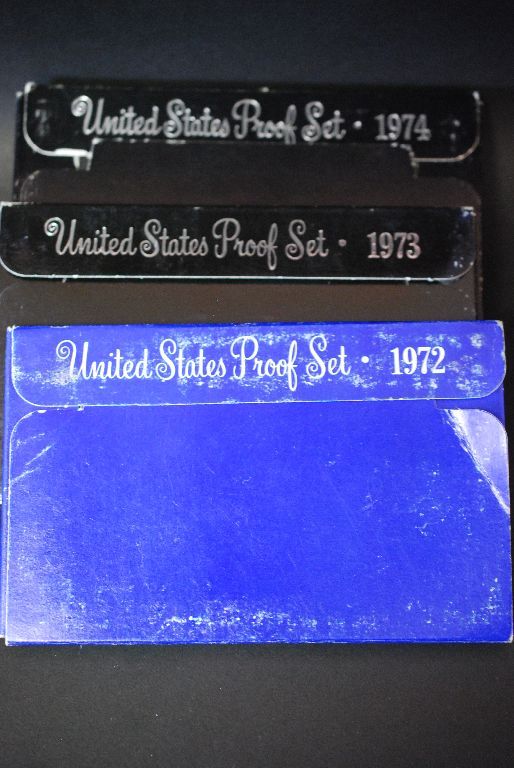 United States Proof Set · 1974
United States Proof Set · 1973
United States Proof Set · 1972